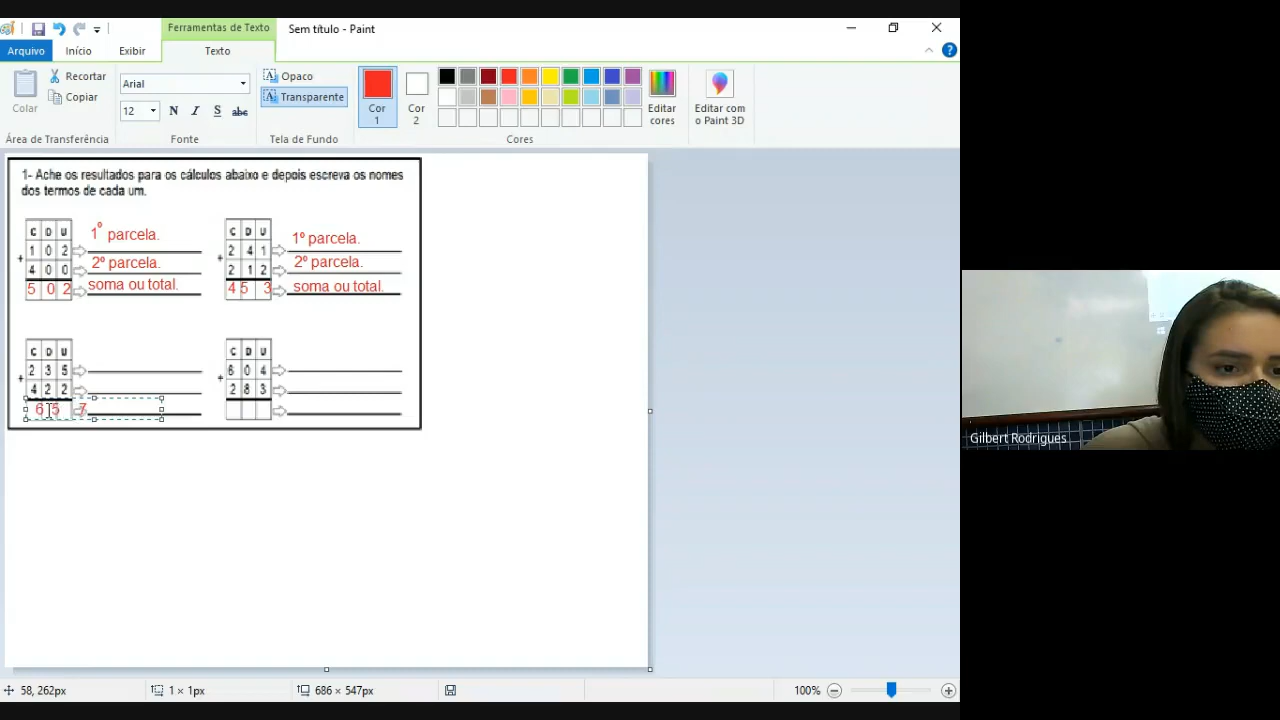 Ferramentas de Texto
Sem título - Paint
Arquivo
Início
Exibir
Texto
Colar
Recortar
Copiar
Área de Transferência
Arial
12
N I S abc
Fonte
Opaco
Transparente
Tela de Fundo
Cor 1
Cor 2
Editar cores
Cores
Editar com o Paint 3D
1- Ache os resultados para os cálculos abaixo e depois escreva os nomes
dos termos de cada um.
C D U
1 0 2 1º parcela.
+ 4 0 0 2º parcela.
5 0 2 soma ou total.
C D U
2 4 1 1º parcela.
+ 2 1 2 2º parcela.
4 5 3 soma ou total.
C D U
2 3 5
+ 4 2 2
6 5 7
C D U
6 0 4
+ 2 8 3
Gilbert Rodrigues
58, 262px
1 × 1px
686 × 547px
100%